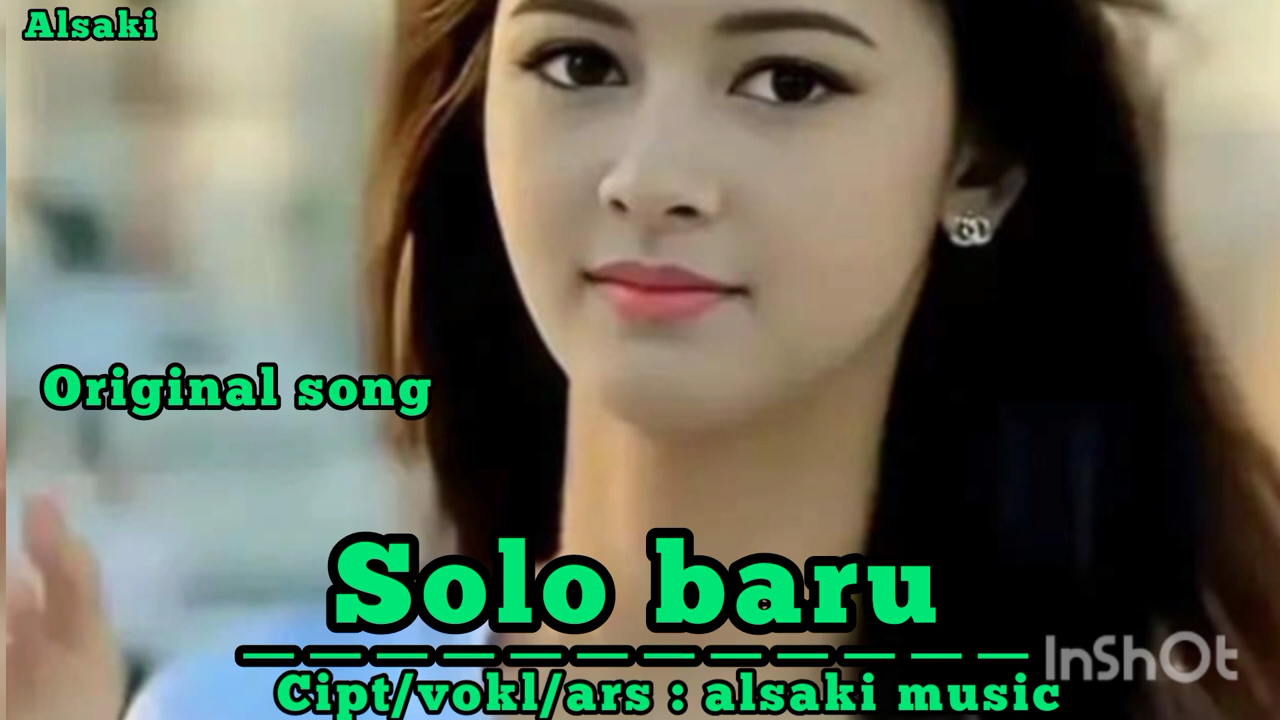 Alsaki
Original song
Solo baru
Cipt/vokl/ars : alsaki music
InShOt